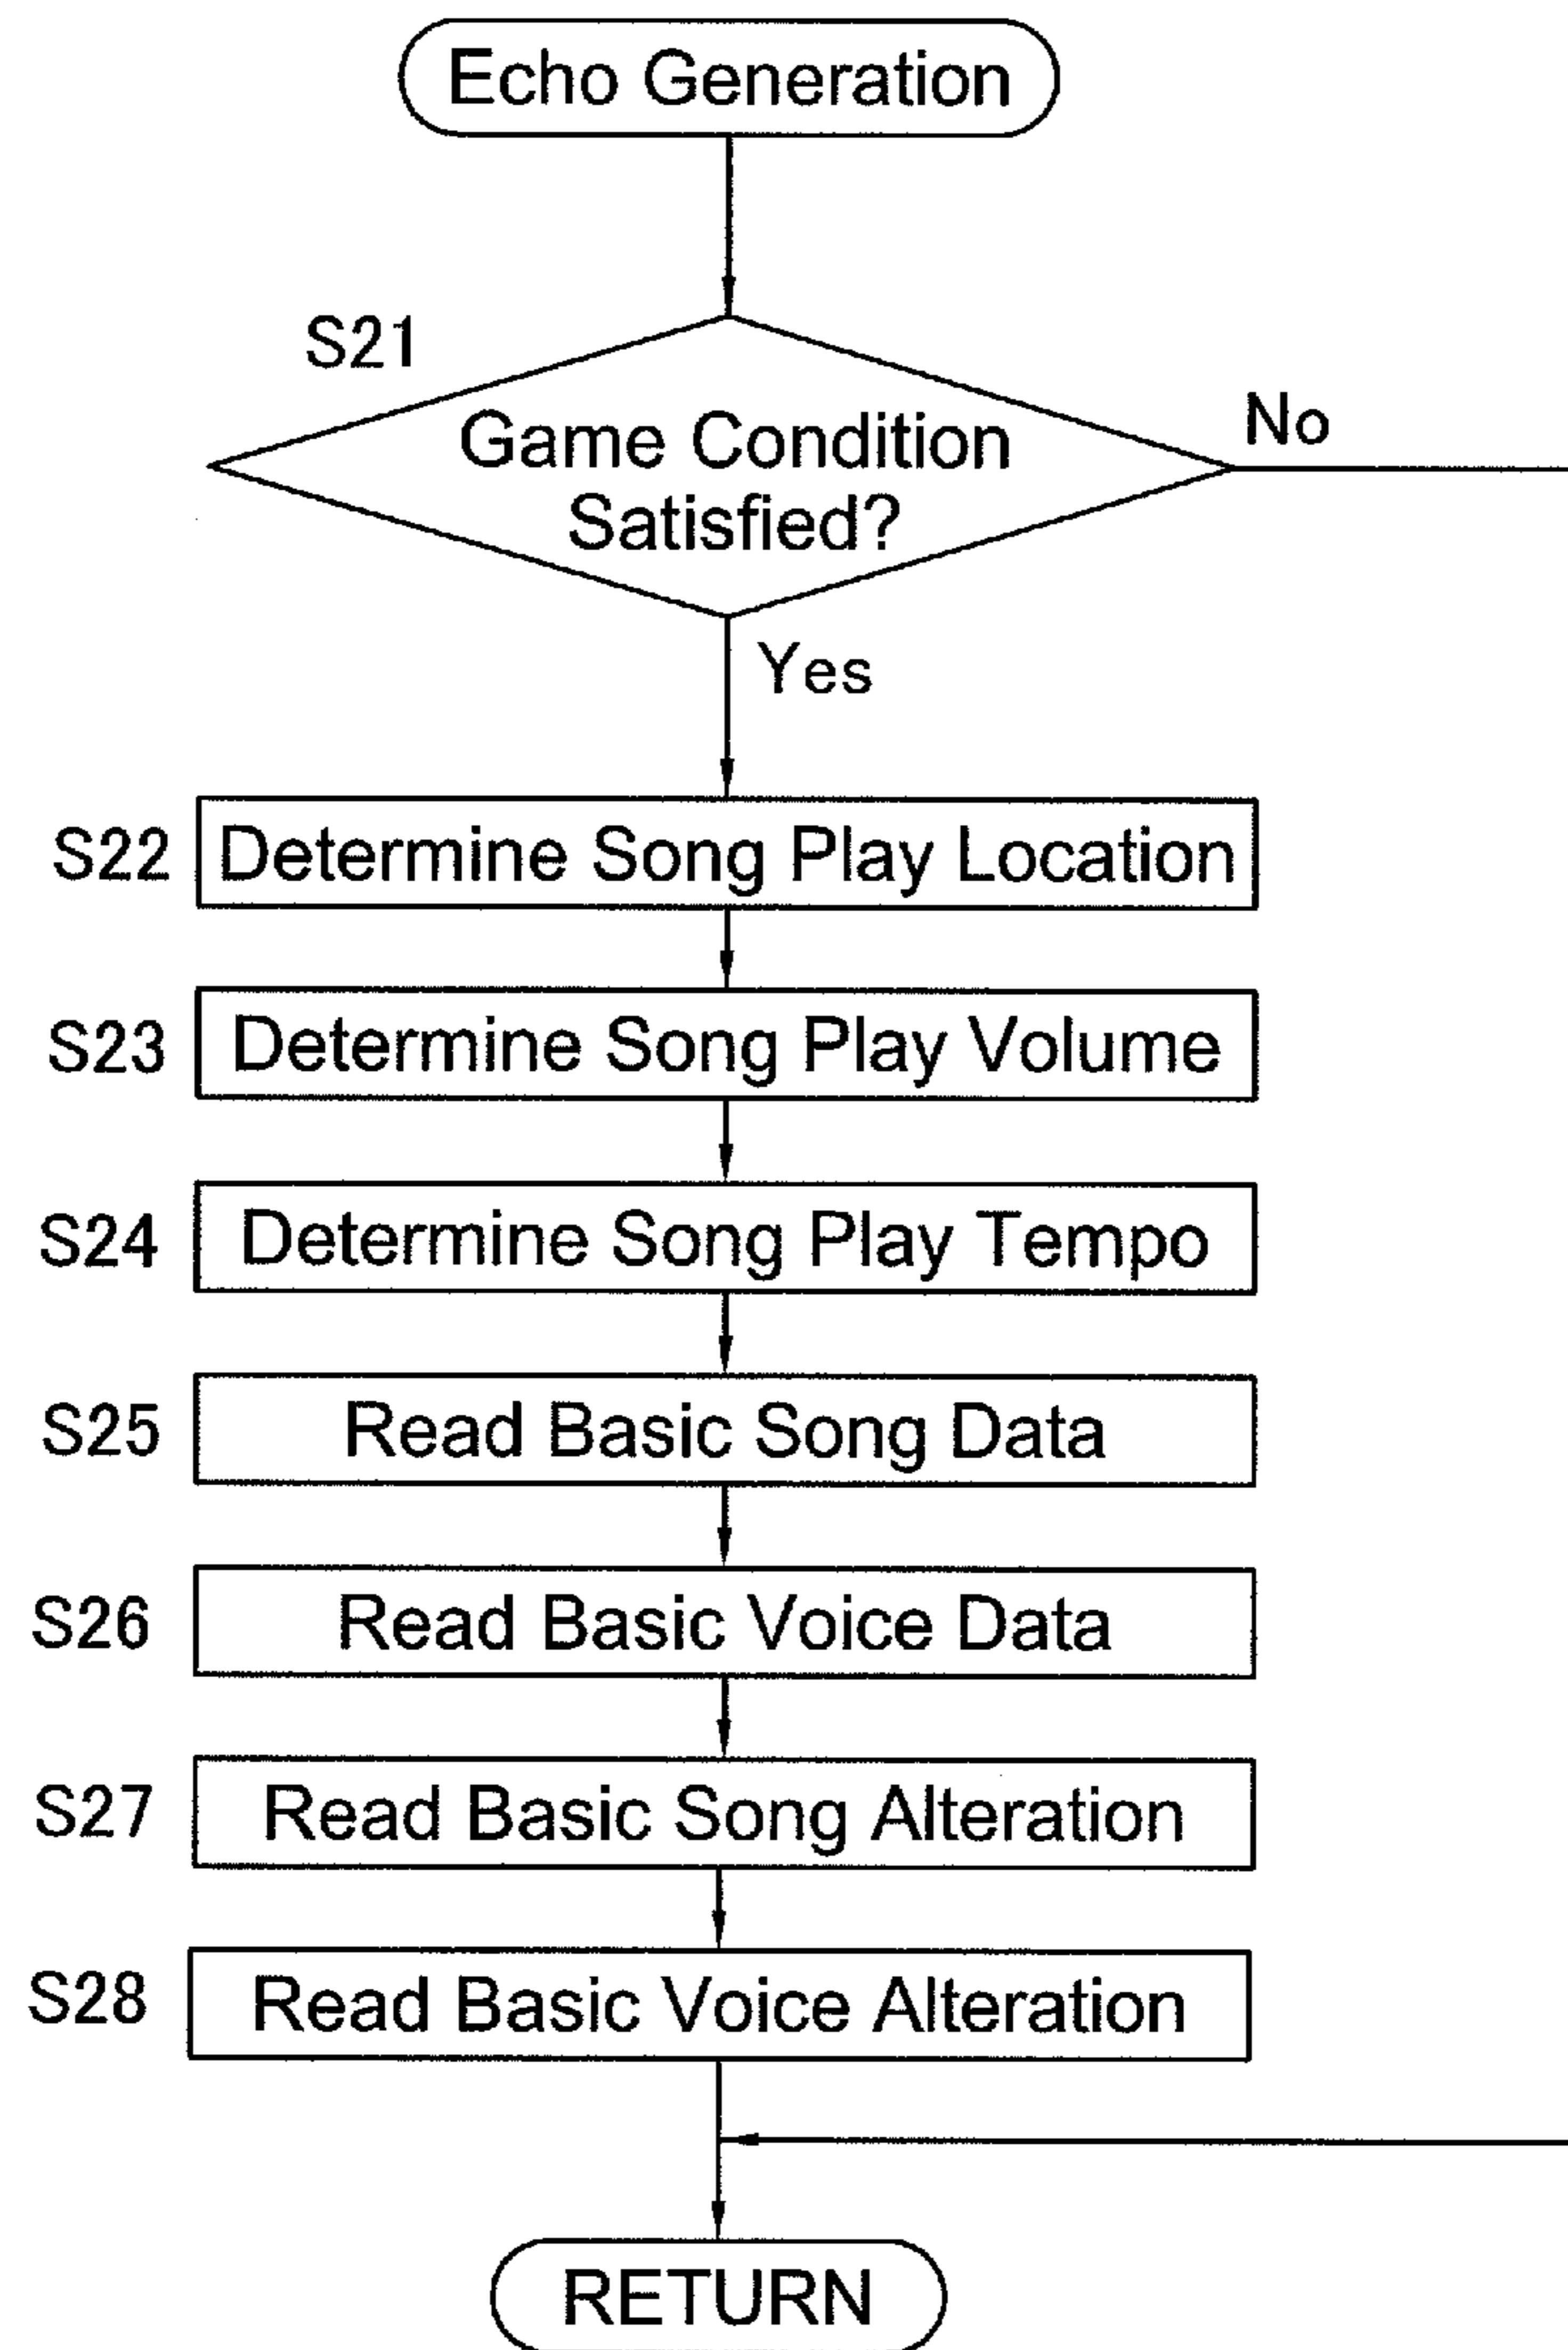 Echo Generation
S21
Game Condition
Satisfied?
No
Yes
S22 Determine Song Play Location
S23 Determine Song Play Volume
S24 Determine Song Play Tempo
S25 Read Basic Song Data
S26 Read Basic Voice Data
S27 Read Basic Song Alteration
S28 Read Basic Voice Alteration
RETURN